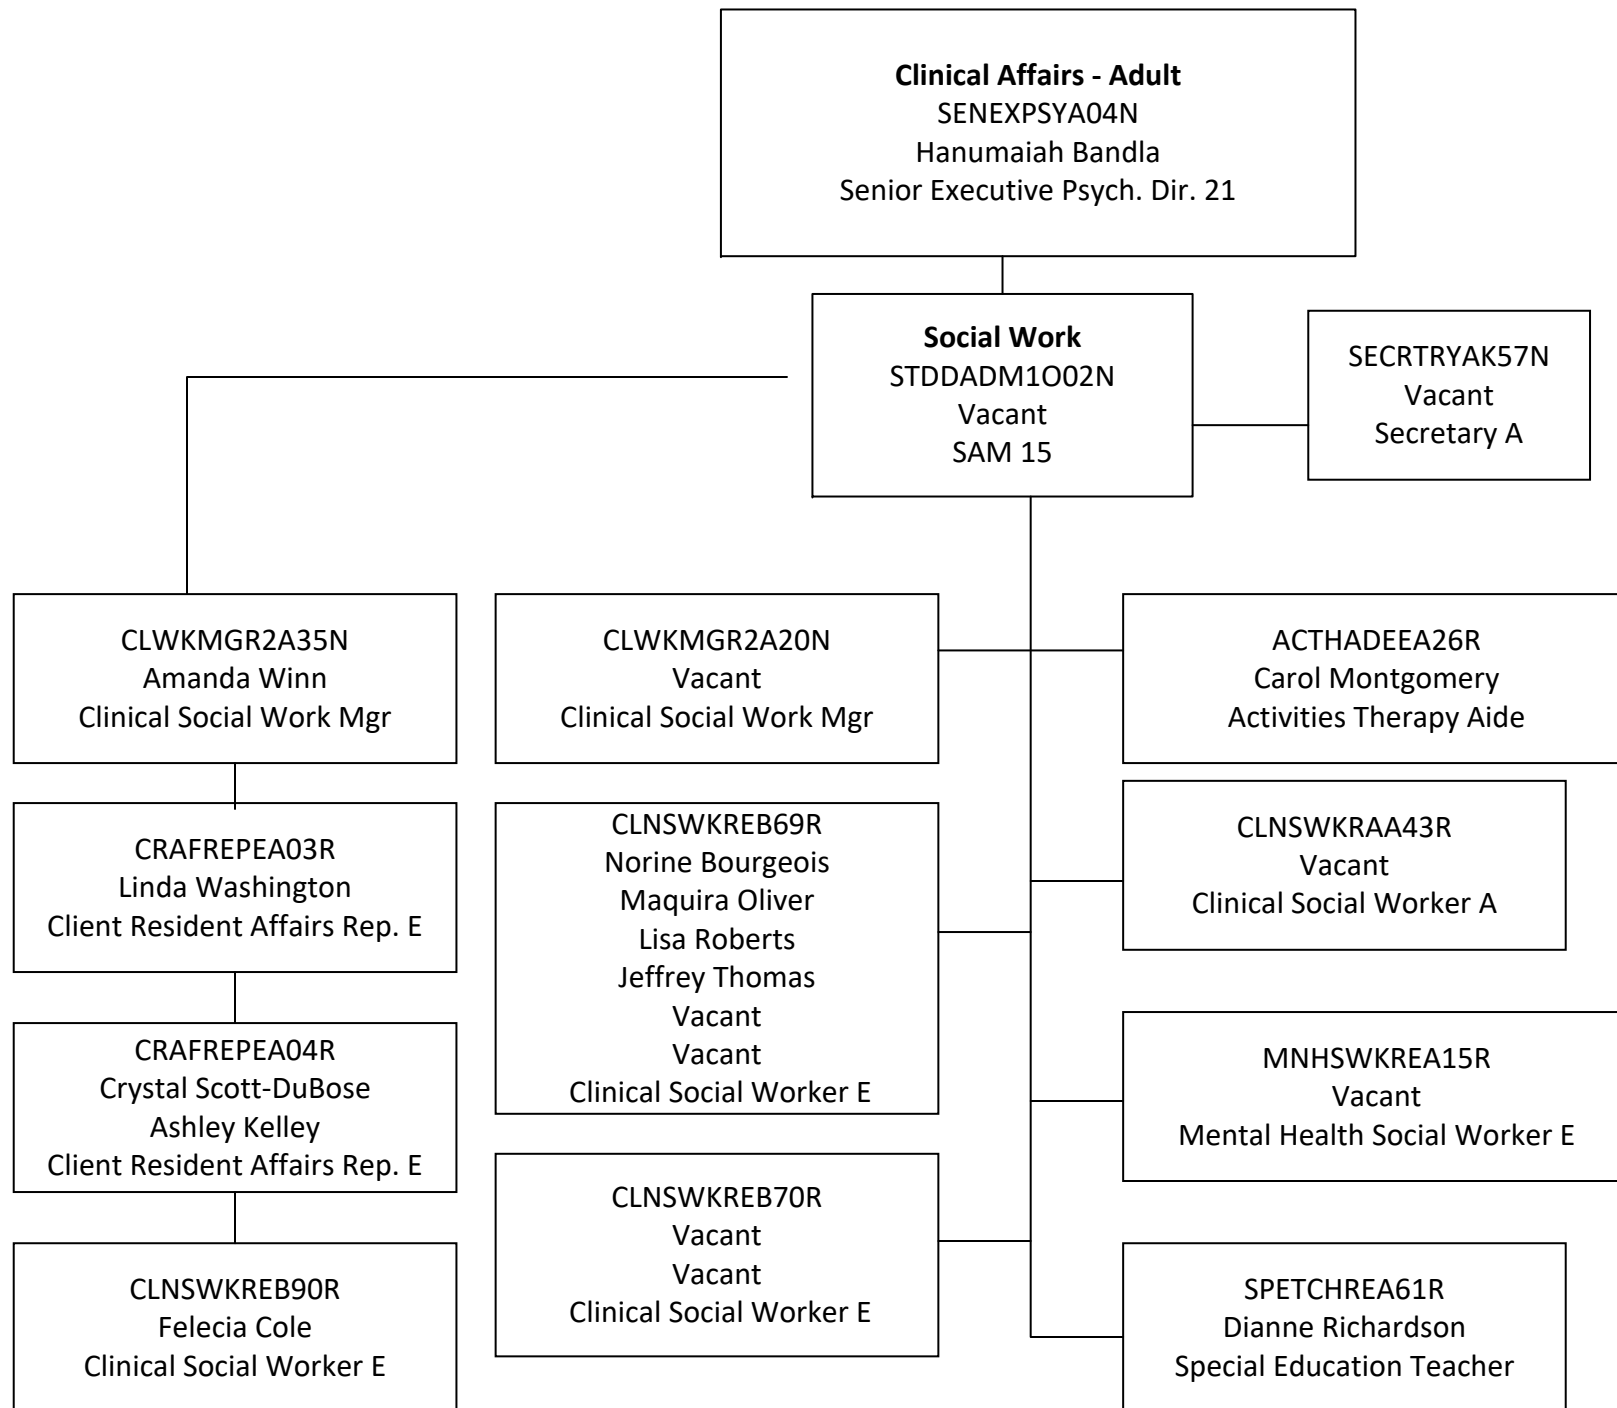 Clinical Affairs - Adult
SENEXPSYA04N
Hanumaiah Bandla
Senior Executive Psych. Dir. 21
Social Work
STDDADM1O02N
Vacant
SAM 15
SECRTRYAK57N
Vacant
Secretary A
CLWKMGR2A35N
Amanda Winn
Clinical Social Work Mgr
CRAFREPEA03R
Linda Washington
Client Resident Affairs Rep. E
CRAFREPEA04R
Crystal Scott-DuBose
Ashley Kelley
Client Resident Affairs Rep. E
CLNSWKREB90R
Felecia Cole
Clinical Social Worker E
CLWKMGR2A20N
Vacant
Clinical Social Work Mgr
CLNSWKREB69R
Norine Bourgeois
Maquira Oliver
Lisa Roberts
Jeffrey Thomas
Vacant
Vacant
Clinical Social Worker E
CLNSWKREB70R
Vacant
Vacant
Clinical Social Worker E
ACTHADEEA26R
Carol Montgomery
Activities Therapy Aide
CLNSWKRAA43R
Vacant
Clinical Social Worker A
MNHSWKREA15R
Vacant
Mental Health Social Worker E
SPETCHREA61R
Dianne Richardson
Special Education Teacher